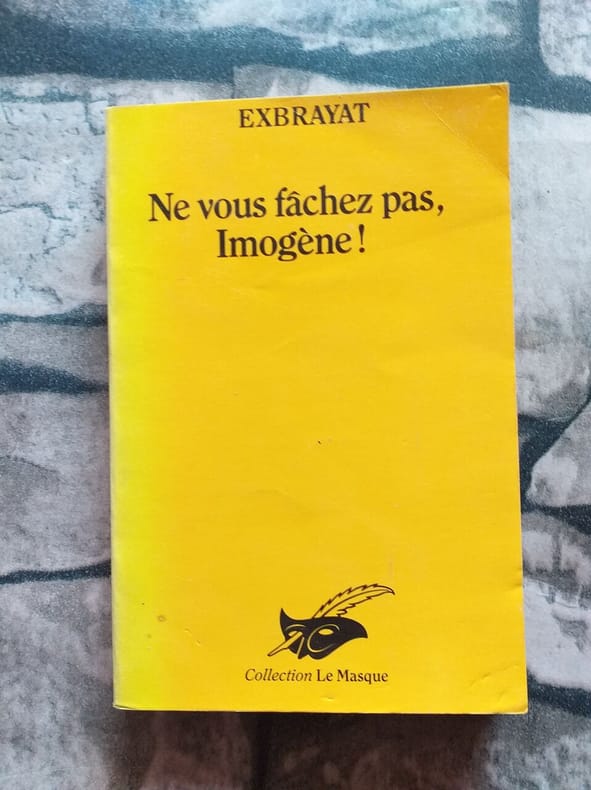 EXBRAYAT
Ne vous fâchez pas,
Imogène !
Collection Le Masque